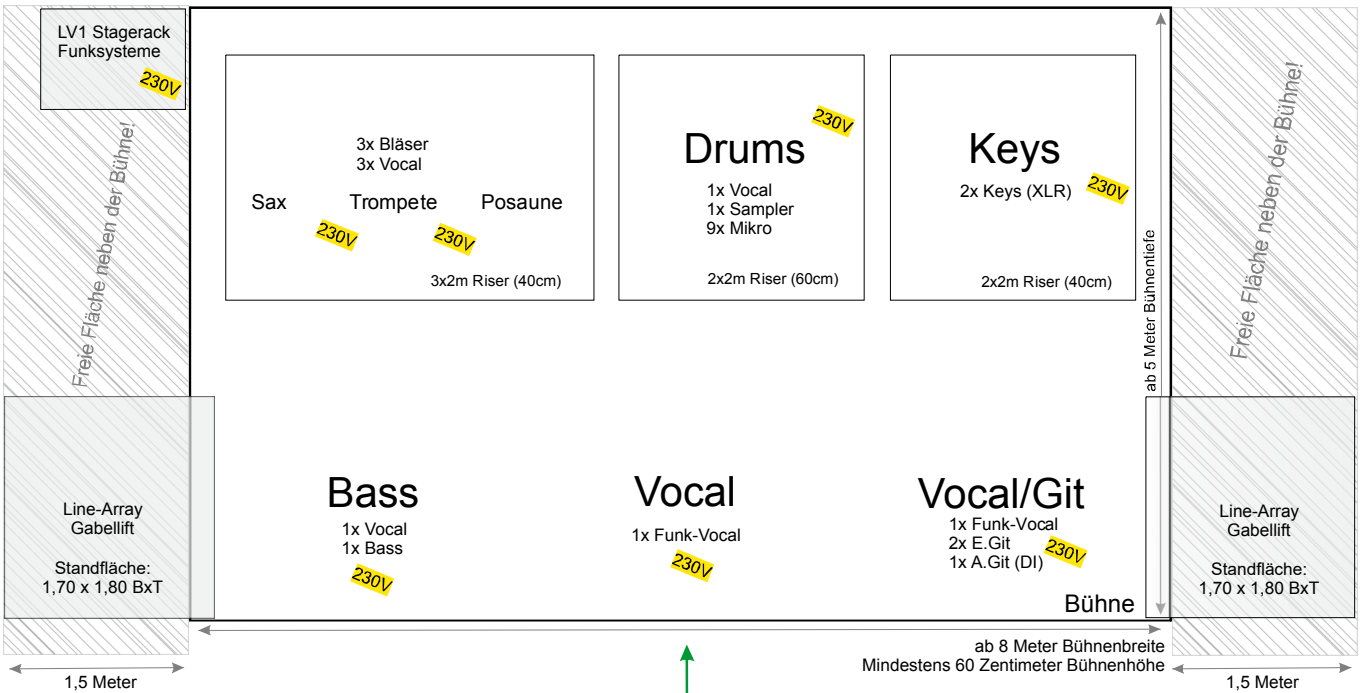 LV1 Stagerack
Funksysteme
230V
Freie Fläche neben der Bühne!
3x Bläser
3x Vocal
Sax
Trompete
Posaune
230V
230V
3x2m Riser (40cm)
230V
Drums
1x Vocal
1x Sampler
9x Mikro
2x2m Riser (60cm)
Keys
2x Keys (XLR)
230V
2x2m Riser (40cm)
ab 5 Meter Bühnentiefe
Freie Fläche neben der Bühne!
Line-Array
Gabellift
Standfläche:
1,70 x 1,80 BxT
Bass
1x Vocal
1x Bass
230V
Vocal
1x Funk-Vocal
230V
Vocal/Git
1x Funk-Vocal
2x E.Git
1x A.Git (DI)
230V
Bühne
Line-Array
Gabellift
Standfläche:
1,70 x 1,80 BxT
ab 8 Meter Bühnenbreite
Mindestens 60 Zentimeter Bühnenhöhe
1,5 Meter
1,5 Meter